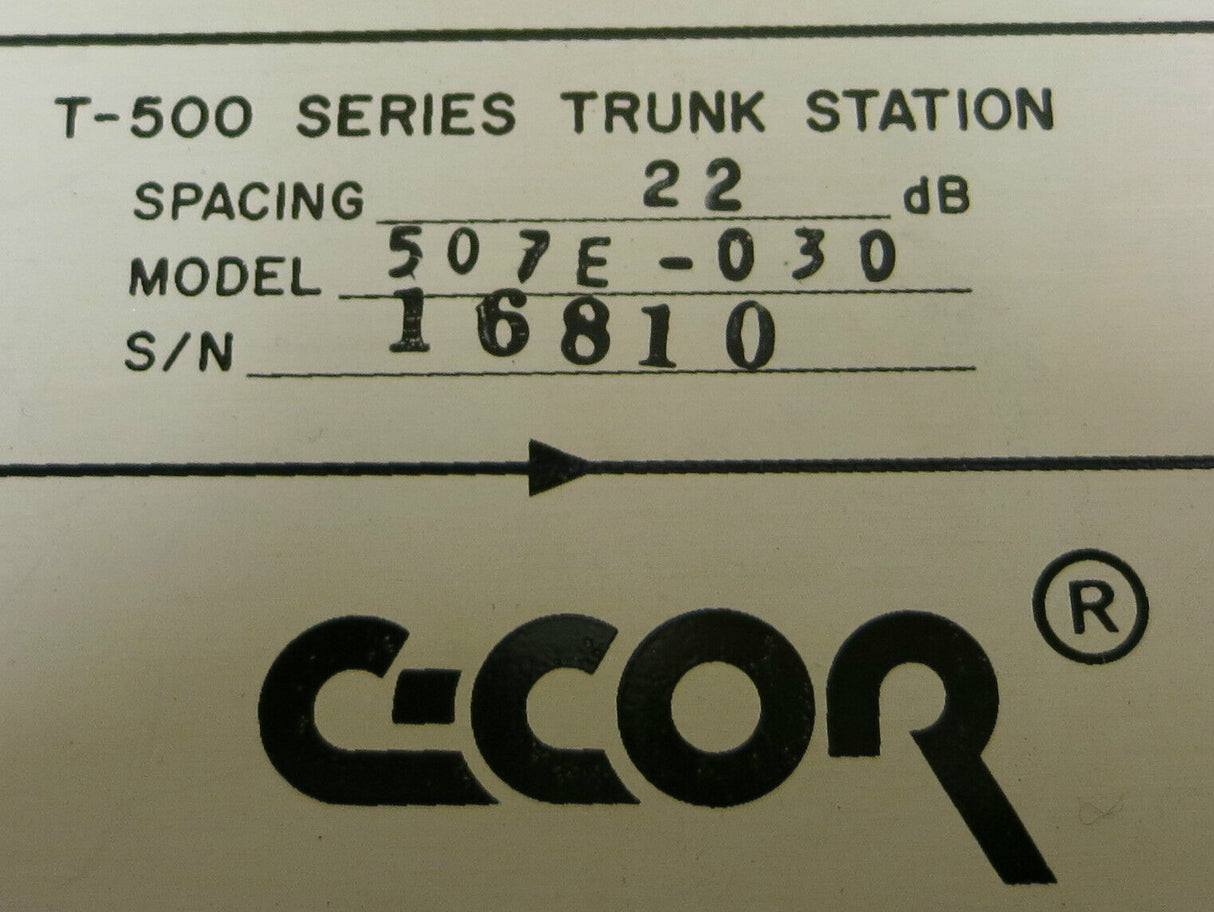 T-500 SERIES TRUNK STATION
SPACING 22 dB
MODEL 507E-030
S/N 16810
C-COR ®